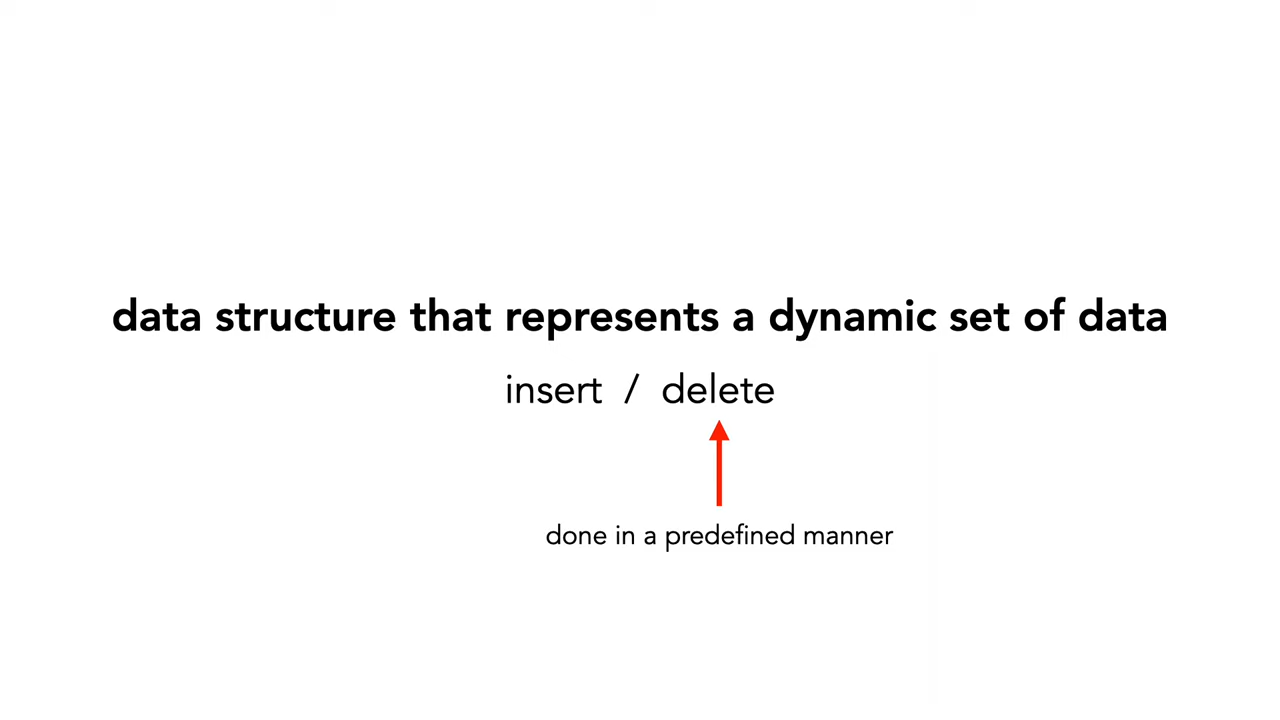 data structure that represents a dynamic set of data
insert / delete
done in a predefined manner